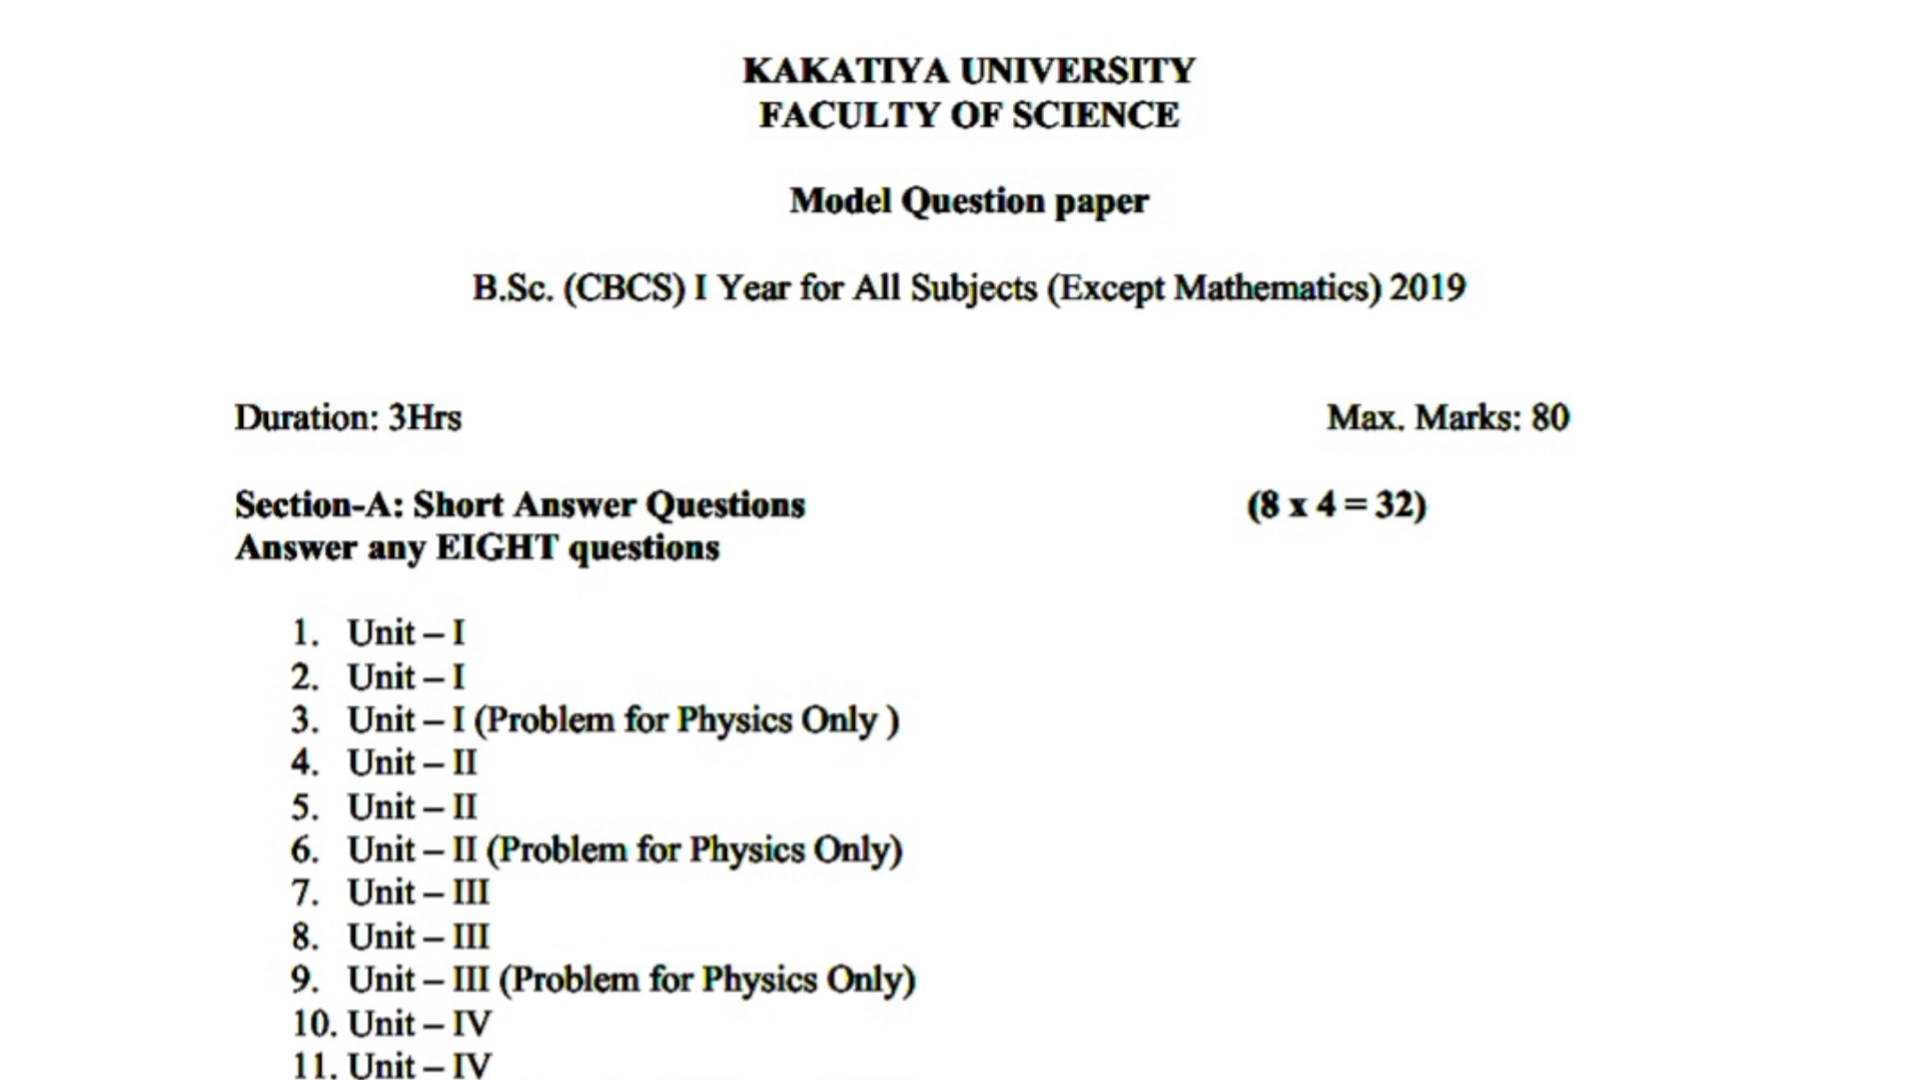 KAKATIYA UNIVERSITY
FACULTY OF SCIENCE
Model Question paper
B.Sc. (CBCS) I Year for All Subjects (Except Mathematics) 2019
Duration: 3Hrs Max. Marks: 80
Section-A: Short Answer Questions (8 x 4 = 32)
Answer any EIGHT questions
1. Unit – I
2. Unit – I
3. Unit – I (Problem for Physics Only )
4. Unit – II
5. Unit – II
6. Unit – II (Problem for Physics Only)
7. Unit – III
8. Unit – III
9. Unit – III (Problem for Physics Only)
10. Unit – IV
11. Unit – IV